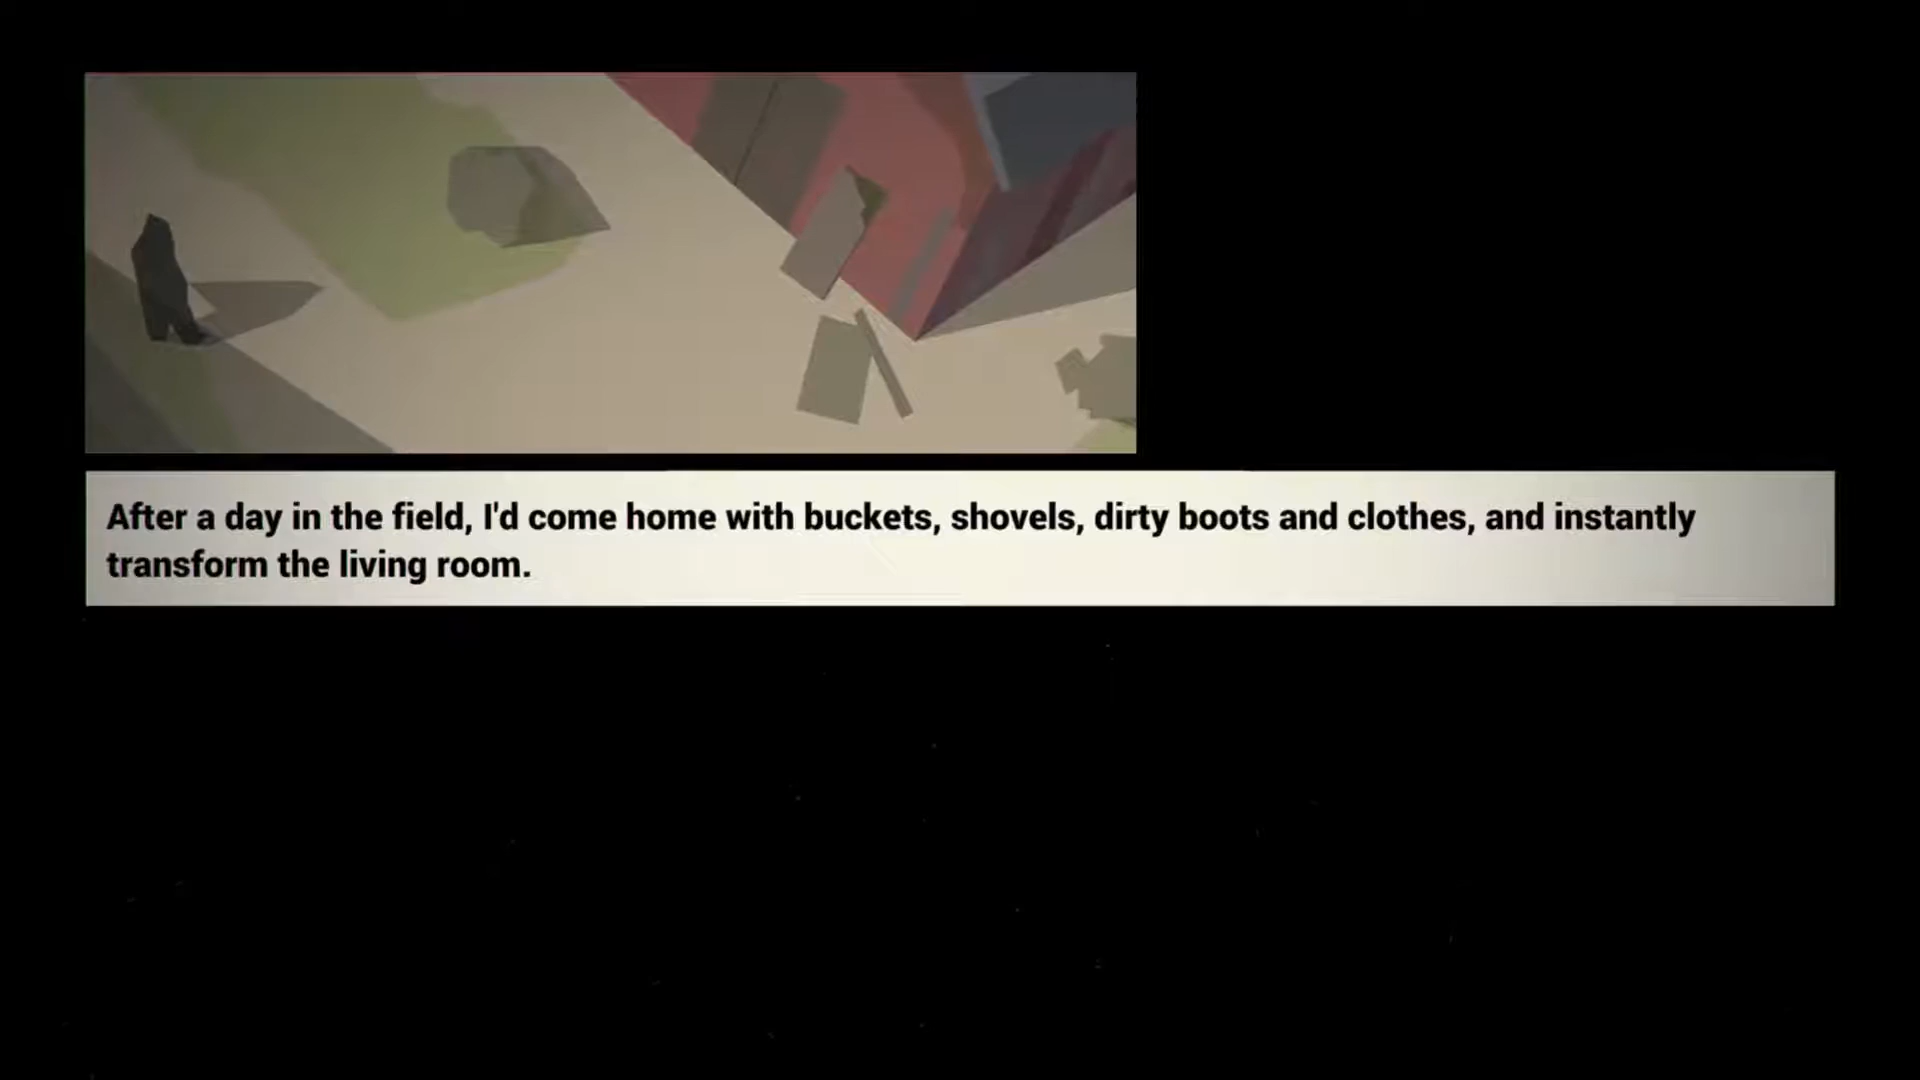 After a day in the field, I'd come home with buckets, shovels, dirty boots and clothes, and instantly
transform the living room.